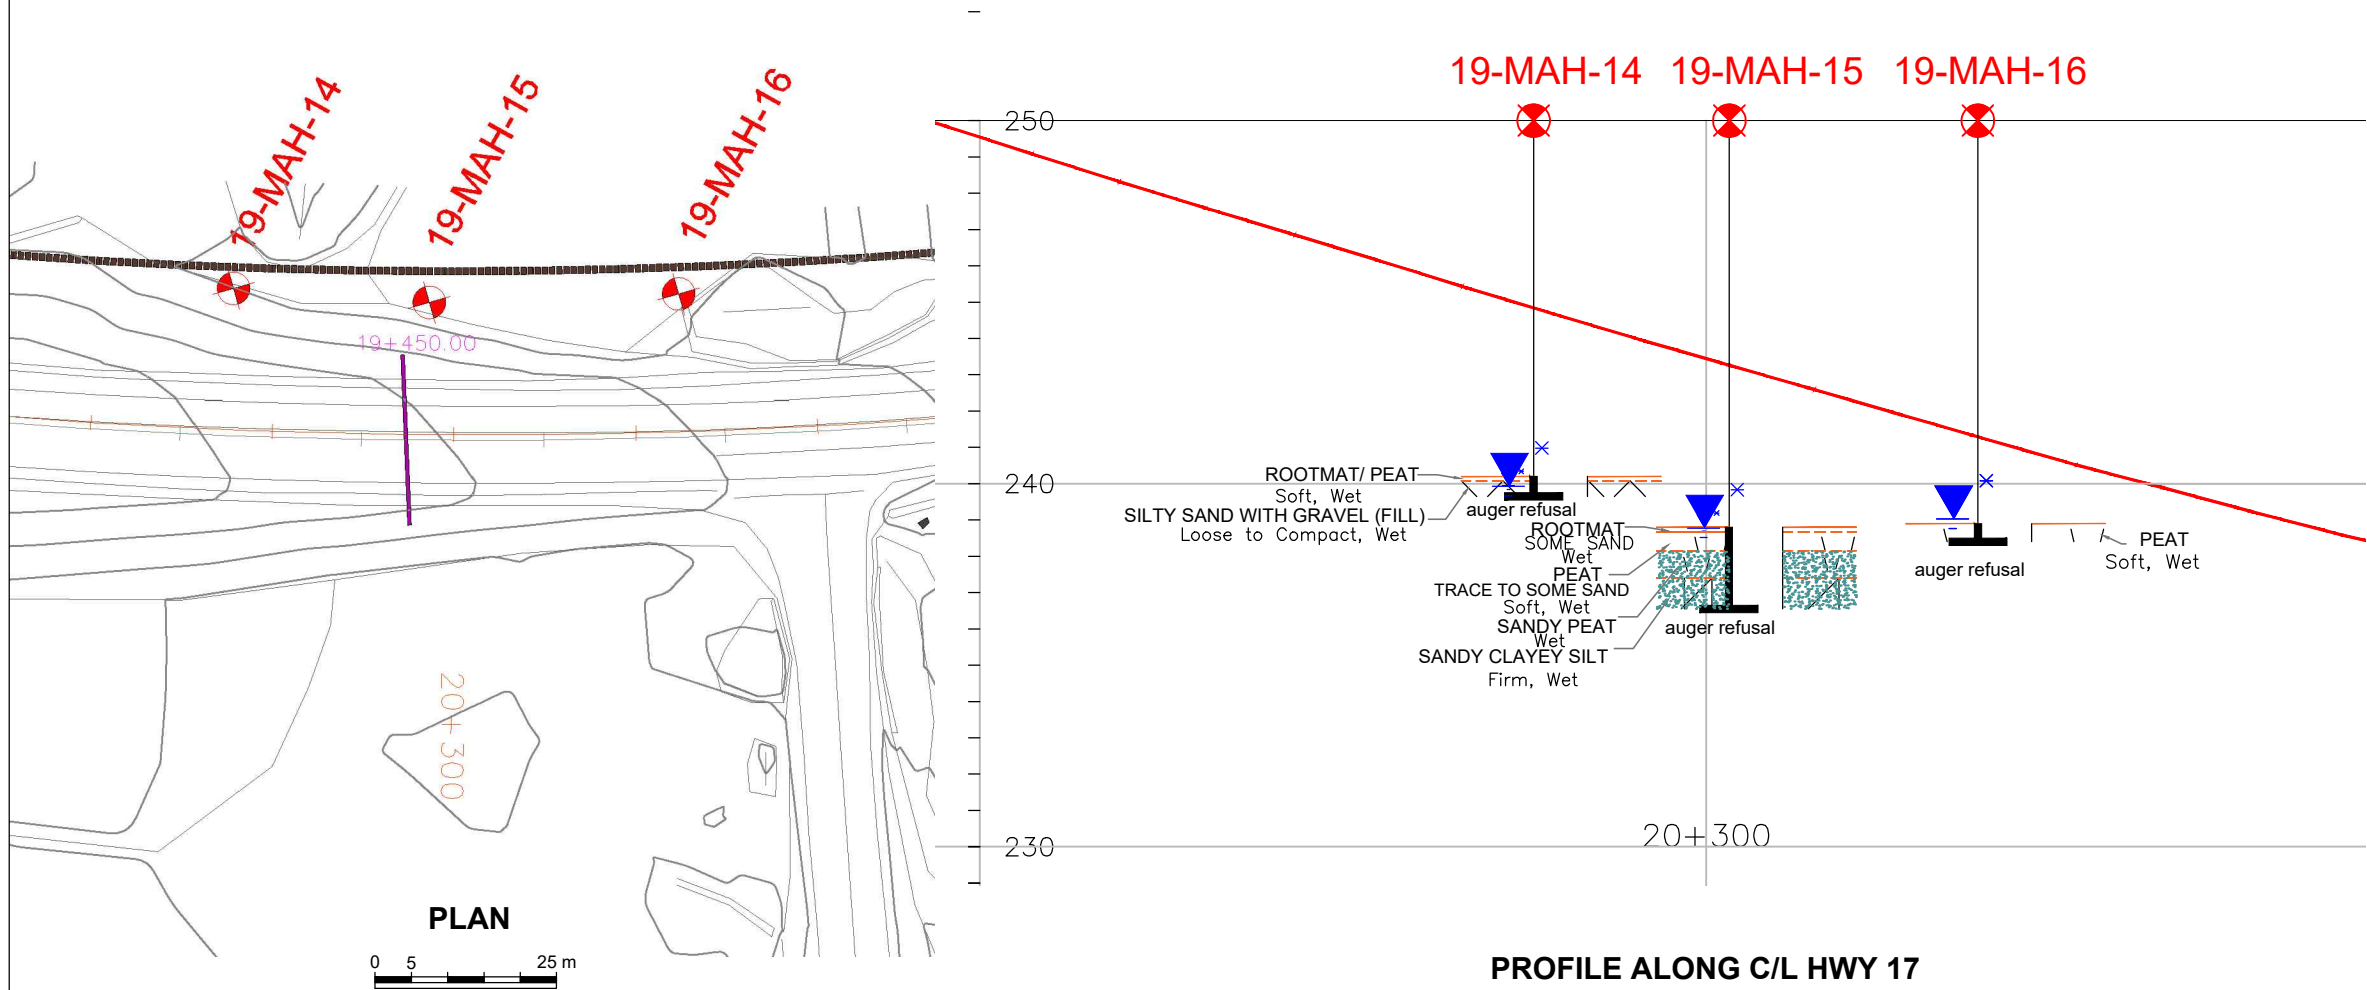 19-MAH-14
19-MAH-15
19-MAH-16
19+450.00
20+300
PLAN
0 5 25 m
19-MAH-14 19-MAH-15 19-MAH-16
250
240
230
ROOTMAT/ PEAT
Soft, Wet
SILTY SAND WITH GRAVEL (FILL)
Loose to Compact, Wet
auger refusal
ROOTMAT
SOME SAND
Wet
PEAT
TRACE TO SOME SAND
Soft, Wet
SANDY PEAT
Wet
SANDY CLAYEY SILT
Firm, Wet
auger refusal
auger refusal
PEAT
Soft, Wet
20+300
PROFILE ALONG C/L HWY 17